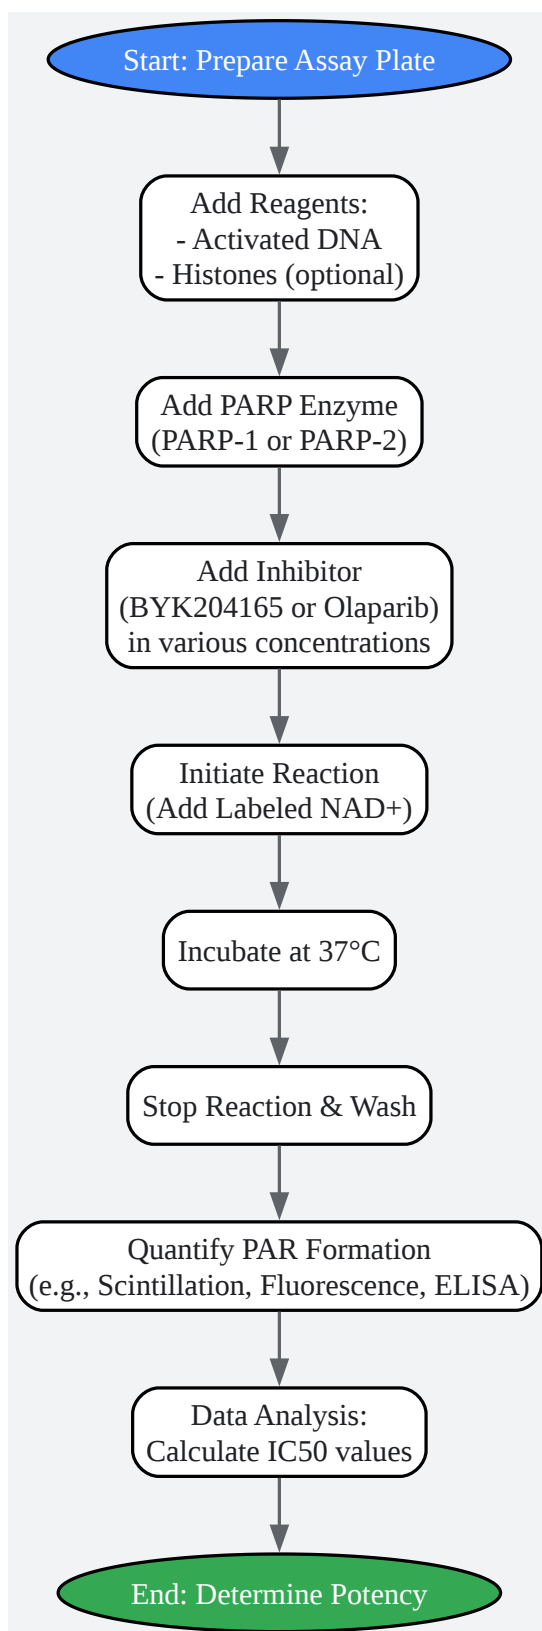 Start: Prepare Assay Plate
Add Reagents:
- Activated DNA
- Histones (optional)
Add PARP Enzyme
(PARP-1 or PARP-2)
Add Inhibitor
(BYK204165 or Olaparib)
in various concentrations
Initiate Reaction
(Add Labeled NAD+)
Incubate at 37°C
Stop Reaction & Wash
Quantify PAR Formation
(e.g., Scintillation, Fluorescence, ELISA)
Data Analysis:
Calculate IC50 values
End: Determine Potency